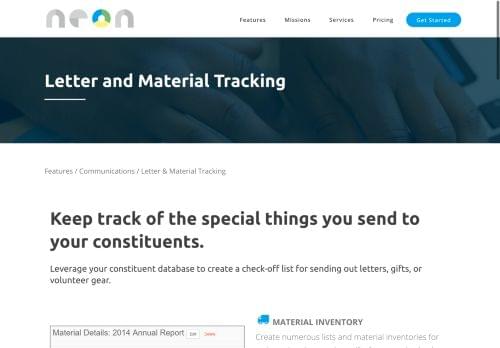 neon
Features Missions Services Pricing Get Started
Letter and Material Tracking
Features / Communications / Letter & Material Tracking
Keep track of the special things you send to
your constituents.
Leverage your constituent database to create a check-off list for sending out letters, gifts, or
volunteer gear.
Material Details: 2014 Annual Report Edit Delete
MATERIAL INVENTORY
Create numerous lists and material inventories for